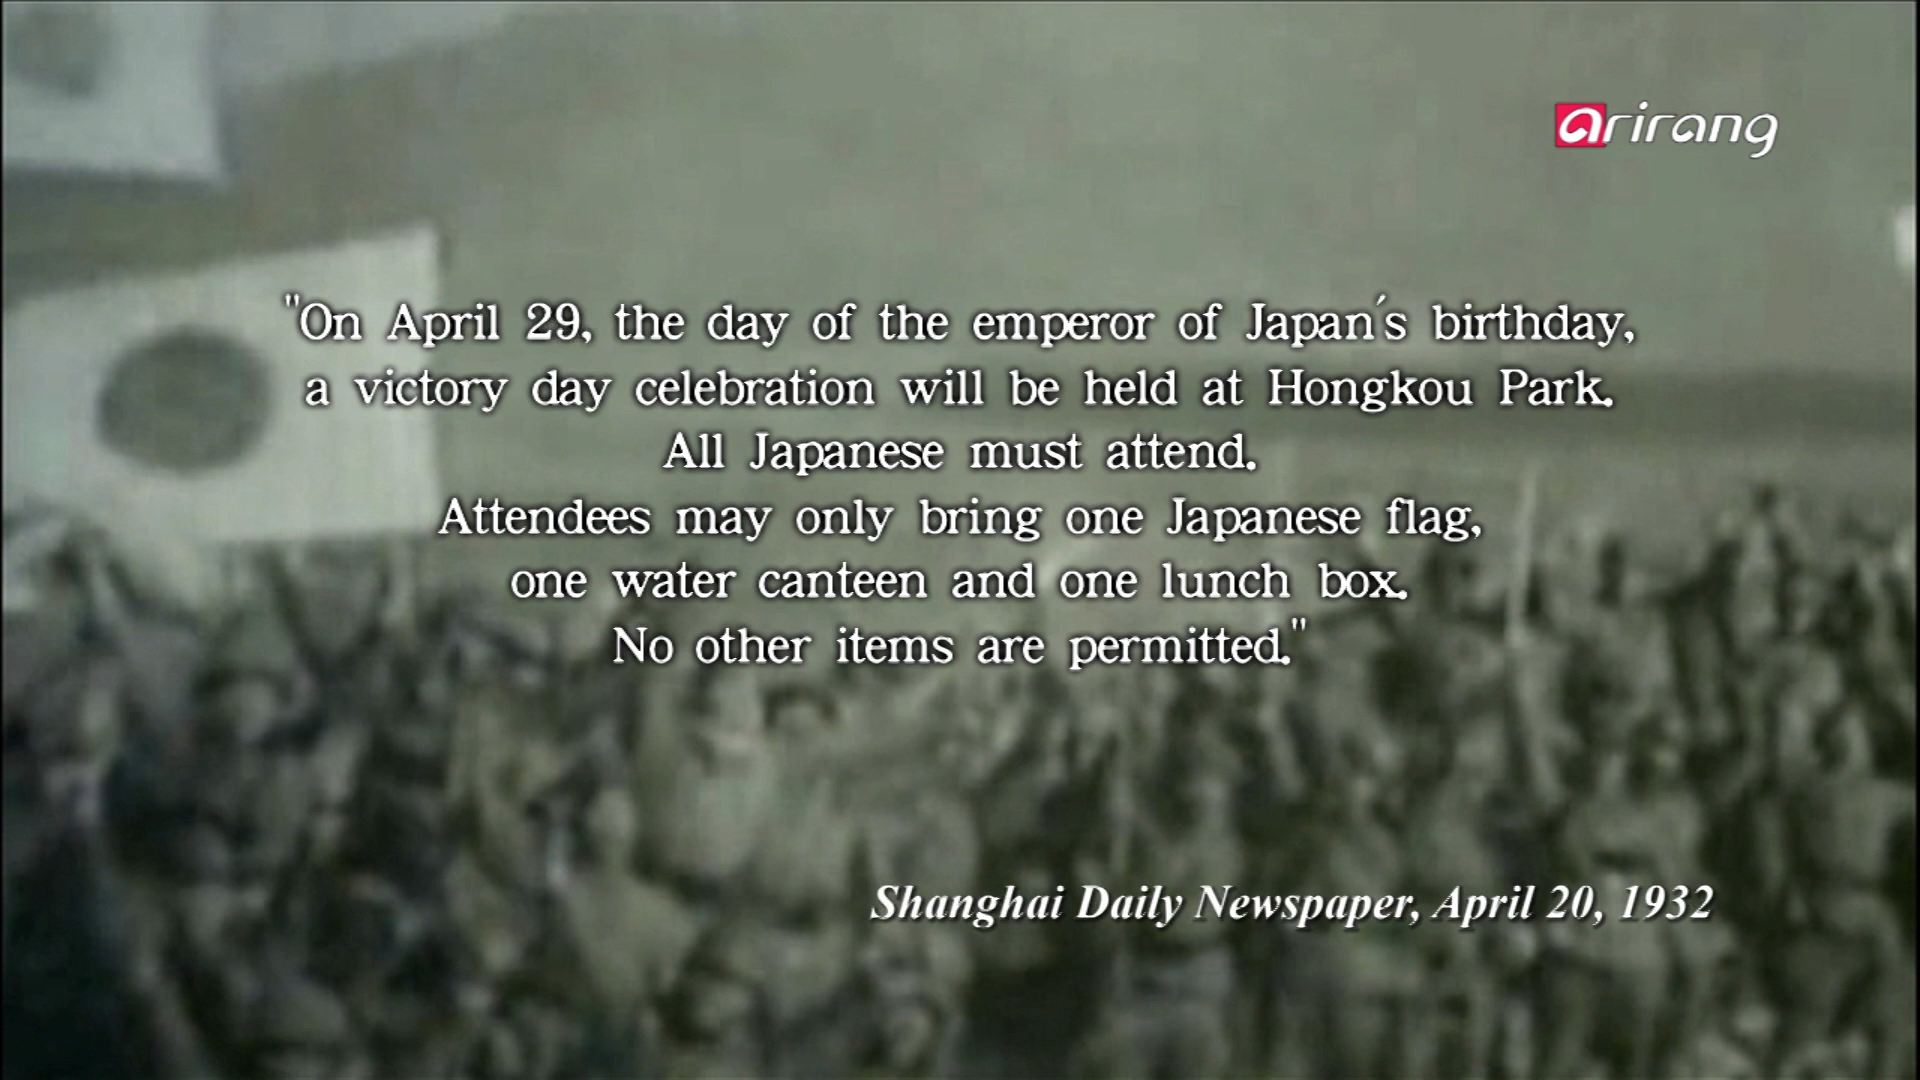 arirang
"On April 29, the day of the emperor of Japan's birthday,
a victory day celebration will be held at Hongkou Park.
All Japanese must attend.
Attendees may only bring one Japanese flag,
one water canteen and one lunch box.
No other items are permitted."
Shanghai Daily Newspaper, April 20, 1932